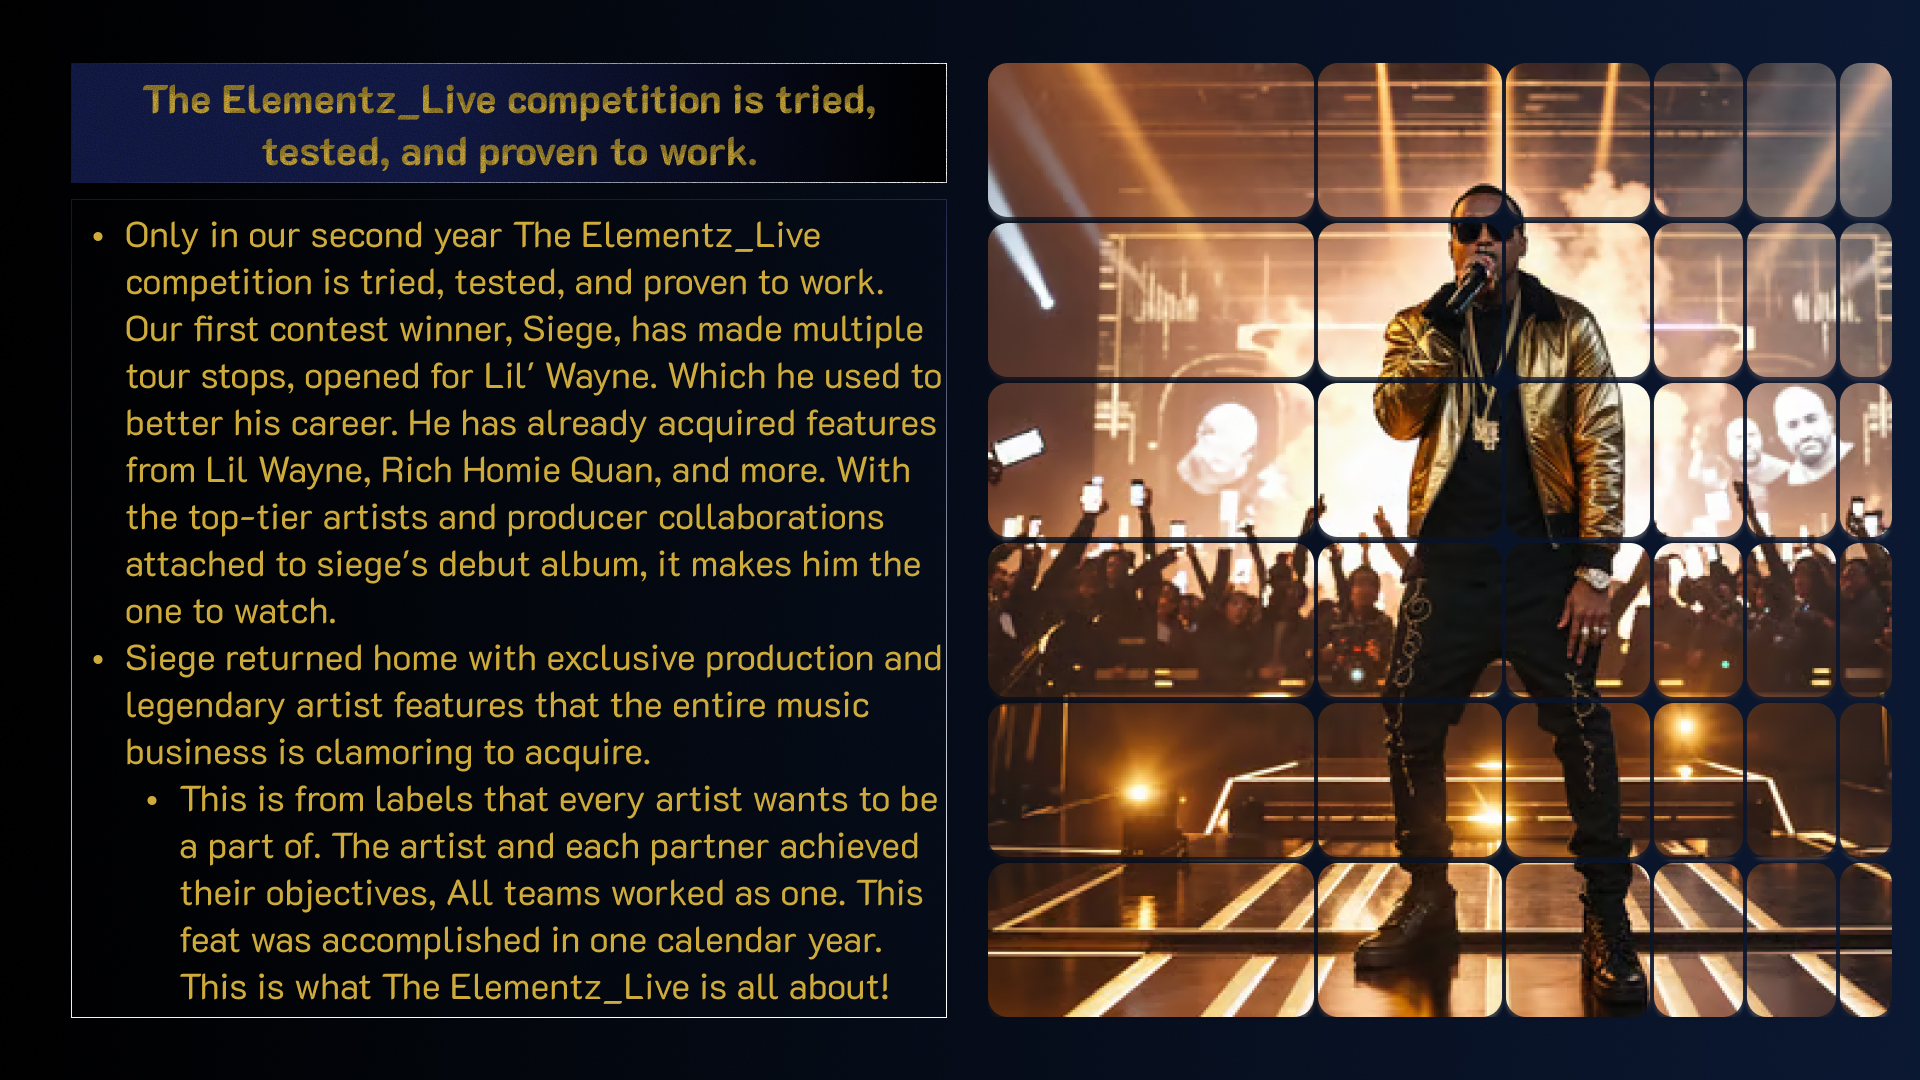 The Elementz_Live competition is tried,
tested, and proven to work.
• Only in our second year The Elementz_Live
competition is tried, tested, and proven to work.
Our first contest winner, Siege, has made multiple
tour stops, opened for Lil' Wayne. Which he used to
better his career. He has already acquired features
from Lil Wayne, Rich Homie Quan, and more. With
the top-tier artists and producer collaborations
attached to siege's debut album, it makes him the
one to watch.
• Siege returned home with exclusive production and
legendary artist features that the entire music
business is clamoring to acquire.
• This is from labels that every artist wants to be
a part of. The artist and each partner achieved
their objectives, All teams worked as one. This
feat was accomplished in one calendar year.
This is what The Elementz_Live is all about!